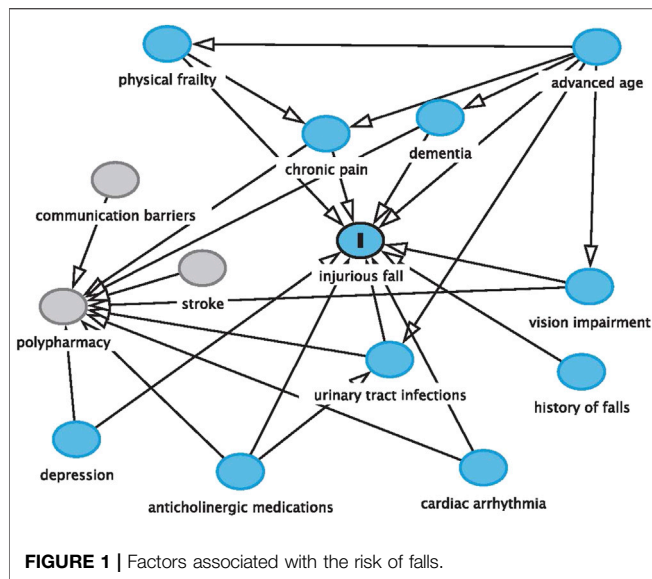 physical frailty
advanced age
chronic pain
dementia
communication barriers
I
injurious fall
stroke
vision impairment
polypharmacy
urinary tract infections
history of falls
depression
anticholinergic medications
cardiac arrhythmia
FIGURE 1 | Factors associated with the risk of falls.